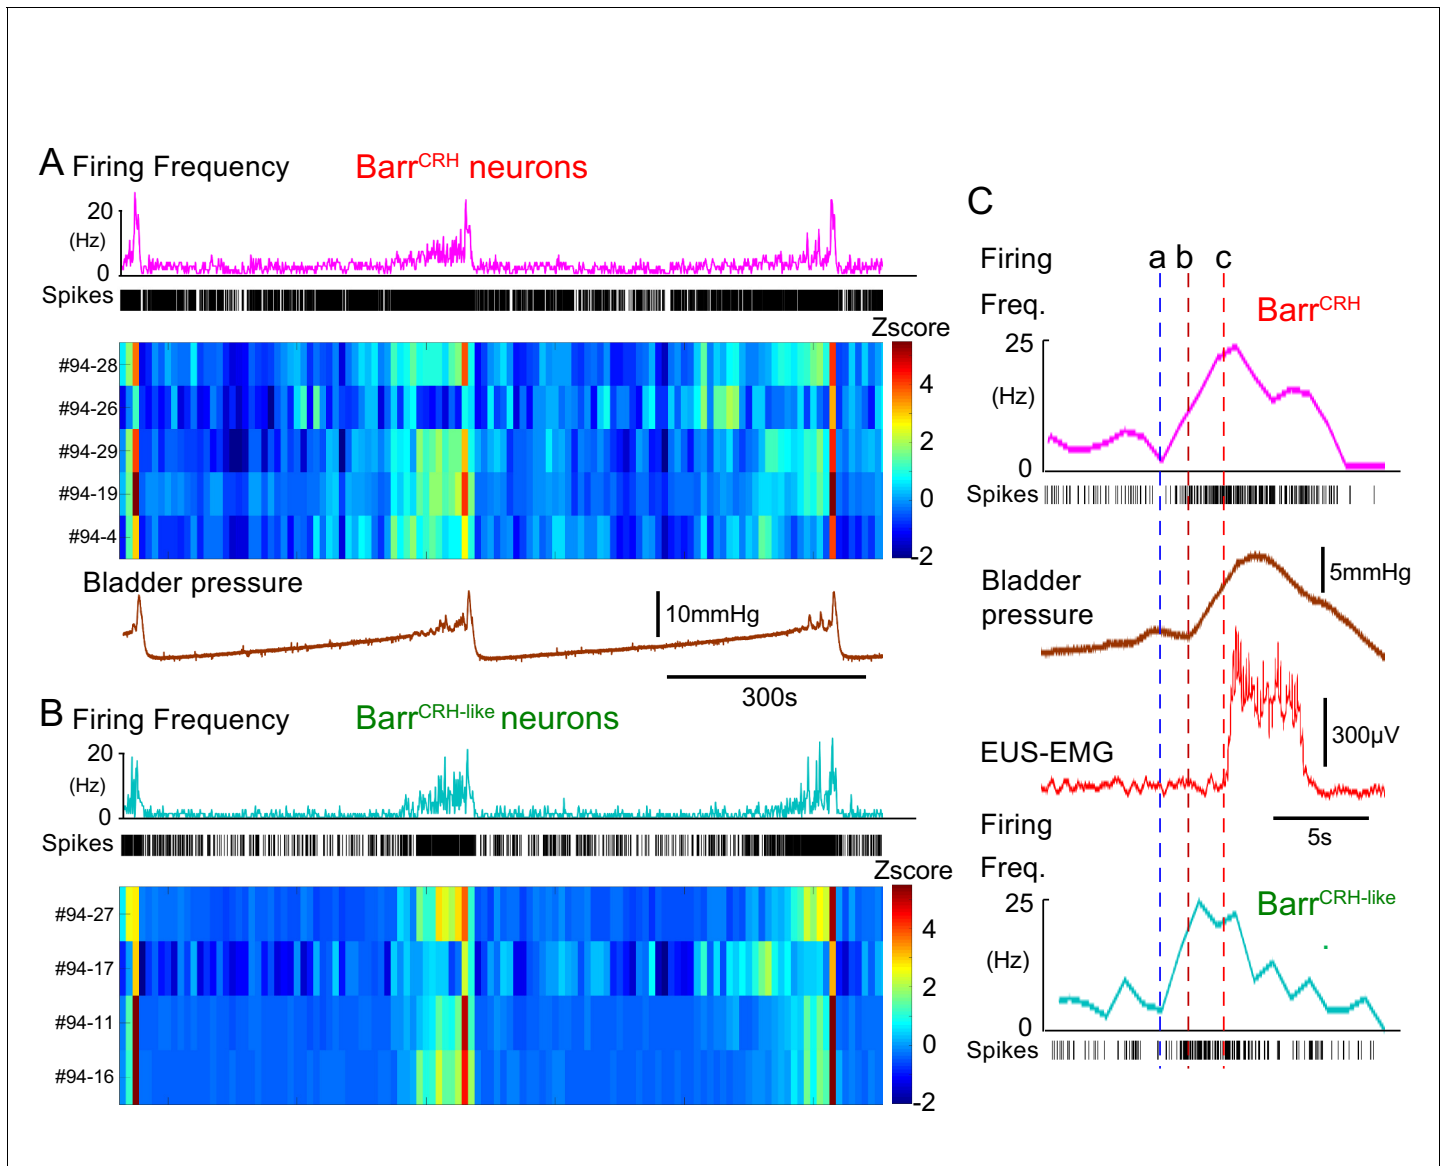 A Firing Frequency
Barr^CRH neurons
20
(Hz)
0
Spikes
Zscore
#94-28
#94-26
#94-29
#94-19
#94-4
4
2
0
-2
Bladder pressure
10mmHg
300s
B Firing Frequency
Barr^CRH-like neurons
20
(Hz)
0
Spikes
Zscore
#94-27
#94-17
#94-11
#94-16
4
2
0
-2
C
Firing
Freq.
a b c
Barr^CRH
25
(Hz)
0
Spikes
Bladder
pressure
5mmHg
EUS-EMG
300µV
5s
Firing
Freq.
Barr^CRH-like
25
(Hz)
0
Spikes